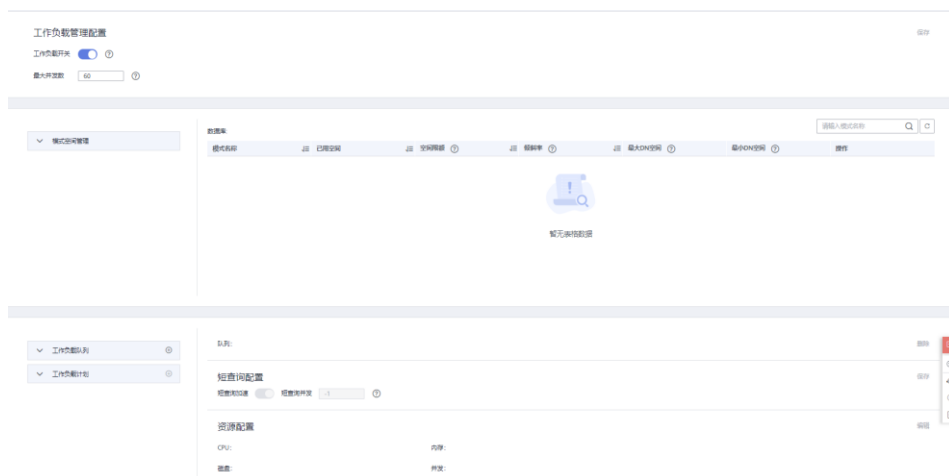 工作负载管理配置 保存
工作负载开关
最大并发数 60
请输入模式名称
模式空间管理 数据库
模式名称 已用空间 空间限额 倾斜率 最大DN空间 最小DN空间 操作
暂无表格数据
队列: 删除
工作负载队列
工作负载计划 短查询配置 保存
短查询加速 短查询并发 -1
资源配置 编辑
CPU: 内存:
磁盘: 并发: